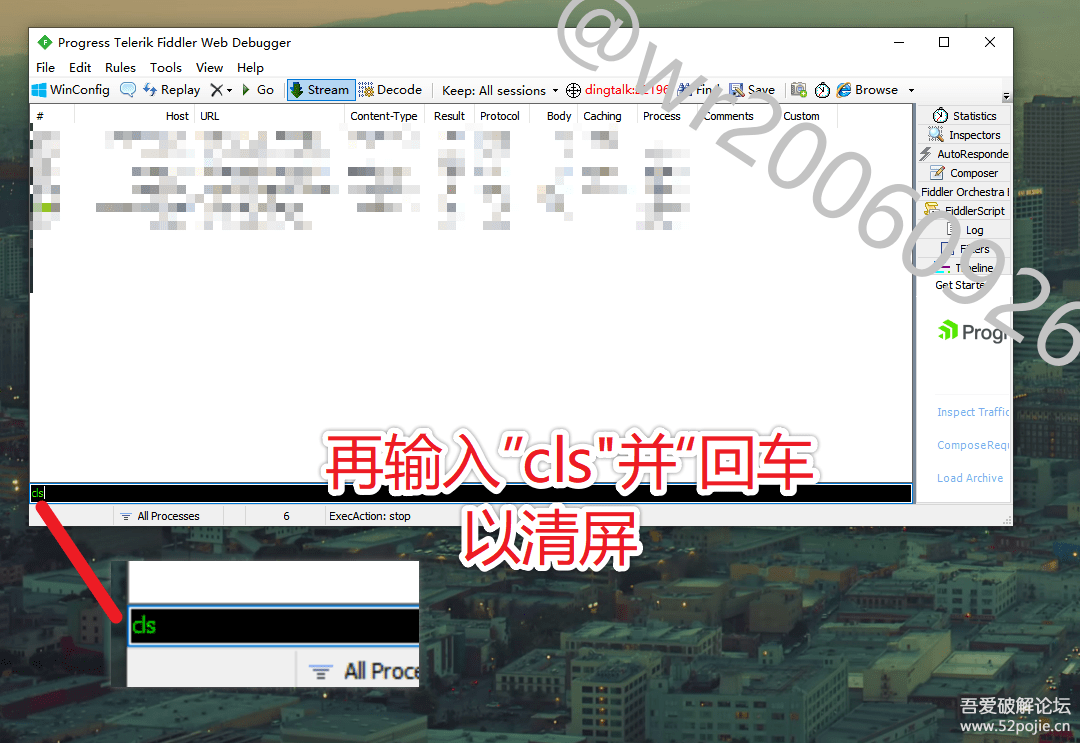 Progress Telerik Fiddler Web Debugger
File Edit Rules Tools View Help
WinConfig Replay Go Stream Decode Keep: All sessions Find Save Browse
# Host URL Content-Type Result Protocol Body Caching Process Comments Custom
Statistics
Inspectors
AutoResponde
Composer
Fiddler Orchestra
FiddlerScript
Log
Filters
Timeline
Get Starte
Progr
Inspect Traffic
ComposeRequ
Load Archive
再输入”cls"并“回车
以清屏
cls
All Processes 6 ExecAction: stop
cls
All Proce
@wr20060926
吾爱破解论坛
www.52pojie.cn